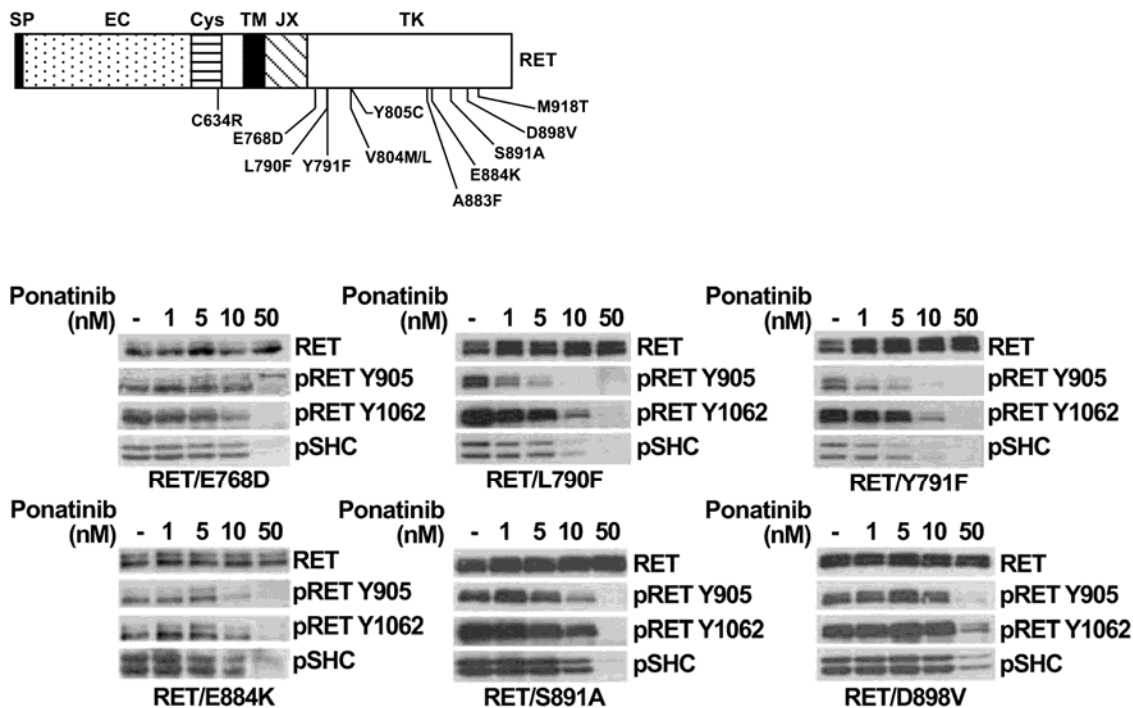 SP EC Cys TM JX TK
RET
M918T
C634R Y805C
E768D D898V
S891A
L790F Y791F V804M/L
E884K
A883F
Ponatinib Ponatinib Ponatinib
(nM) - 1 5 10 50 (nM) - 1 5 10 50 (nM) - 1 5 10 50
RET RET RET
pRET Y905 pRET Y905 pRET Y905
pRET Y1062 pRET Y1062 pRET Y1062
pSHC pSHC pSHC
RET/E768D RET/L790F RET/Y791F
Ponatinib Ponatinib Ponatinib
(nM) - 1 5 10 50 (nM) - 1 5 10 50 (nM) - 1 5 10 50
RET RET RET
pRET Y905 pRET Y905 pRET Y905
pRET Y1062 pRET Y1062 pRET Y1062
pSHC pSHC pSHC
RET/E884K RET/S891A RET/D898V